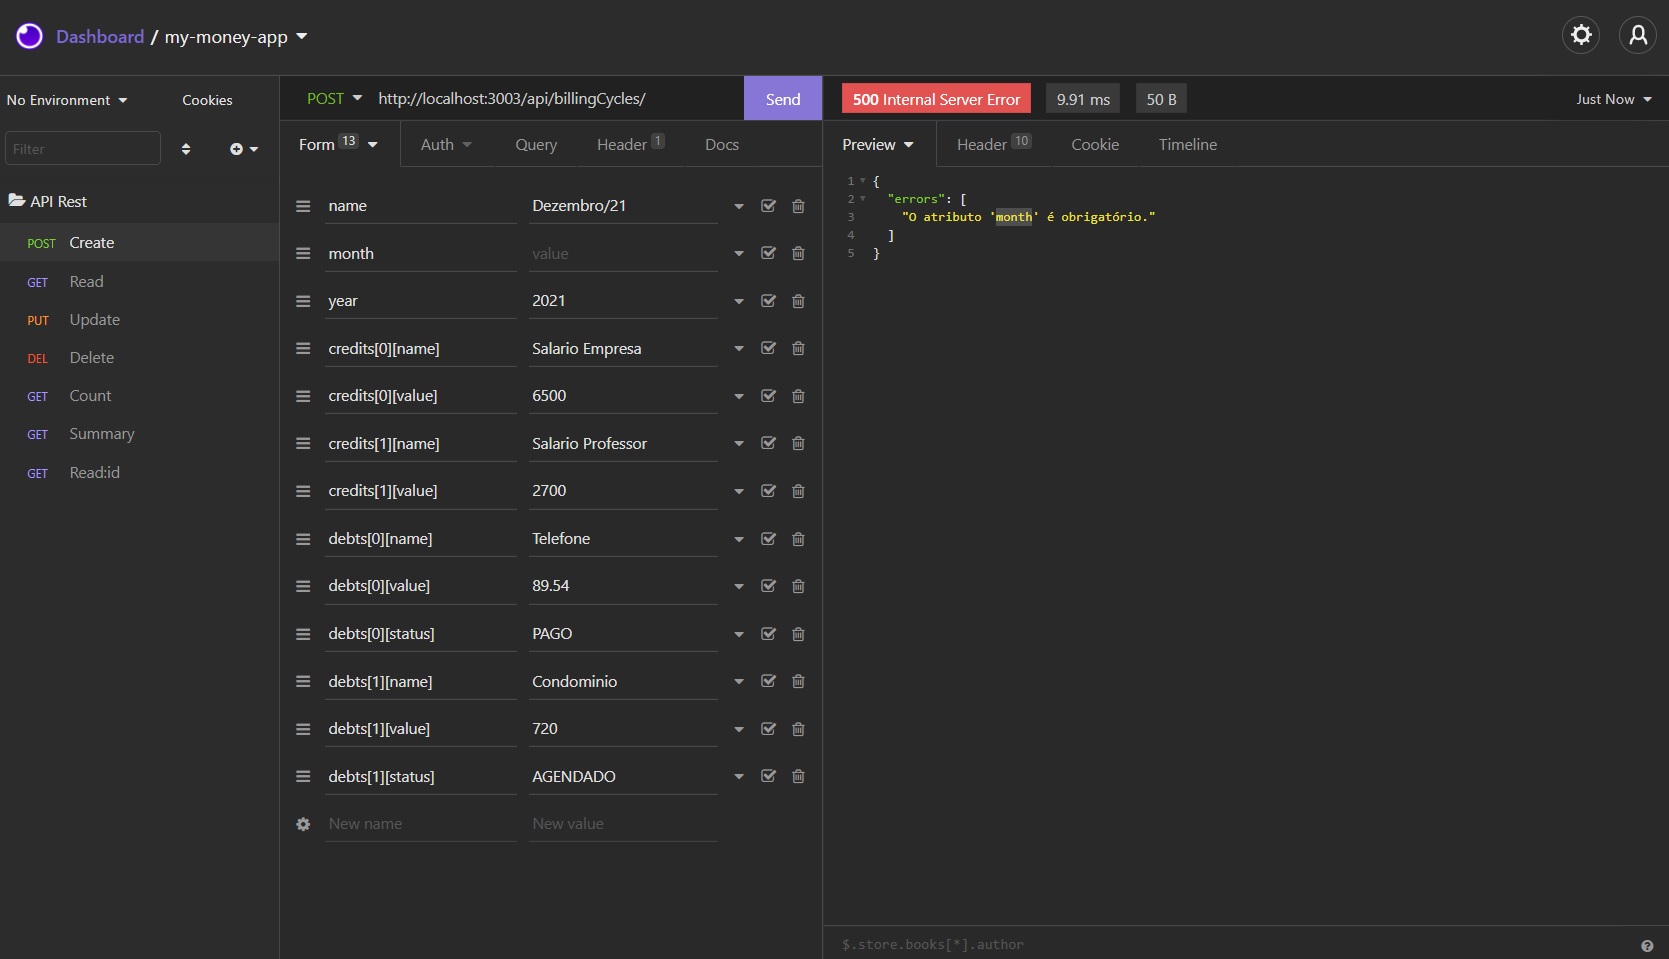 Dashboard / my-money-app
No Environment
Cookies
Filter
API Rest
POST Create
GET Read
PUT Update
DEL Delete
GET Count
GET Summary
GET Read:id
POST http://localhost:3003/api/billingCycles/ Send
Form 13 Auth Query Header 1 Docs
name Dezembro/21
month value
year 2021
credits[0][name] Salario Empresa
credits[0][value] 6500
credits[1][name] Salario Professor
credits[1][value] 2700
debts[0][name] Telefone
debts[0][value] 89.54
debts[0][status] PAGO
debts[1][name] Condominio
debts[1][value] 720
debts[1][status] AGENDADO
New name New value
500 Internal Server Error 9.91 ms 50 B Just Now
Preview Header 10 Cookie Timeline
1 {
2 "errors": [
3 "O atributo 'month' é obrigatório."
4 ]
5 }
$.store.books[*].author